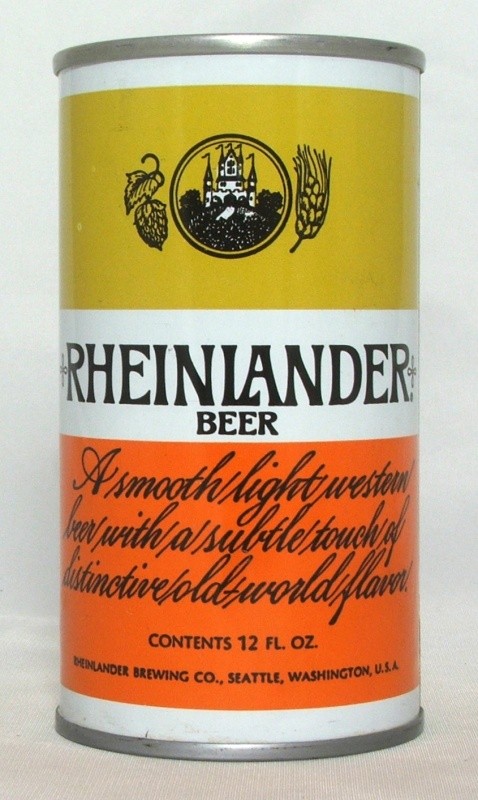 RHEINLANDER
BEER
A smooth light western
beer with a subtle touch of
distinctive old-world flavor.
CONTENTS 12 FL. OZ.
RHEINLANDER BREWING CO., SEATTLE, WASHINGTON, U.S.A.